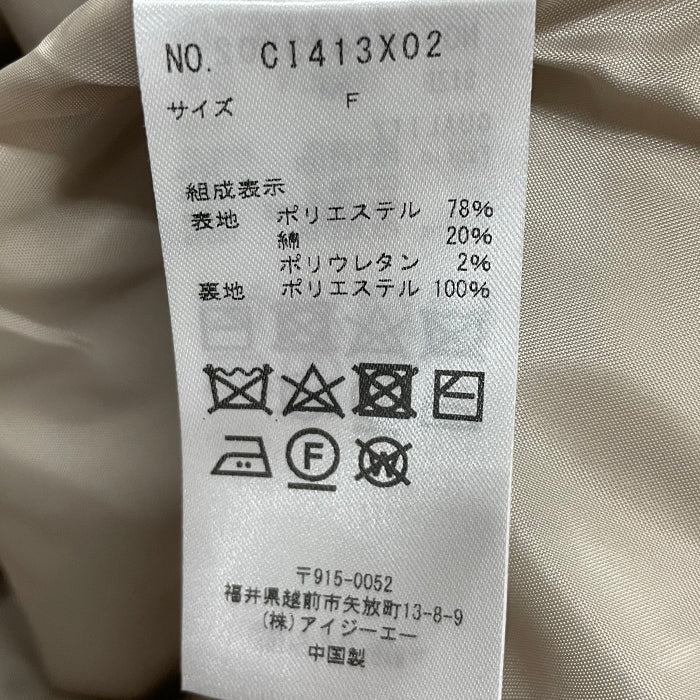 NO. CI413X02
サイズ F
組成表示
表地 ポリエステル 78%
綿 20%
ポリウレタン 2%
裏地 ポリエステル 100%
F
W
〒915-0052
福井県越前市矢放町13-8-9
(株)アイジーエー
中国製